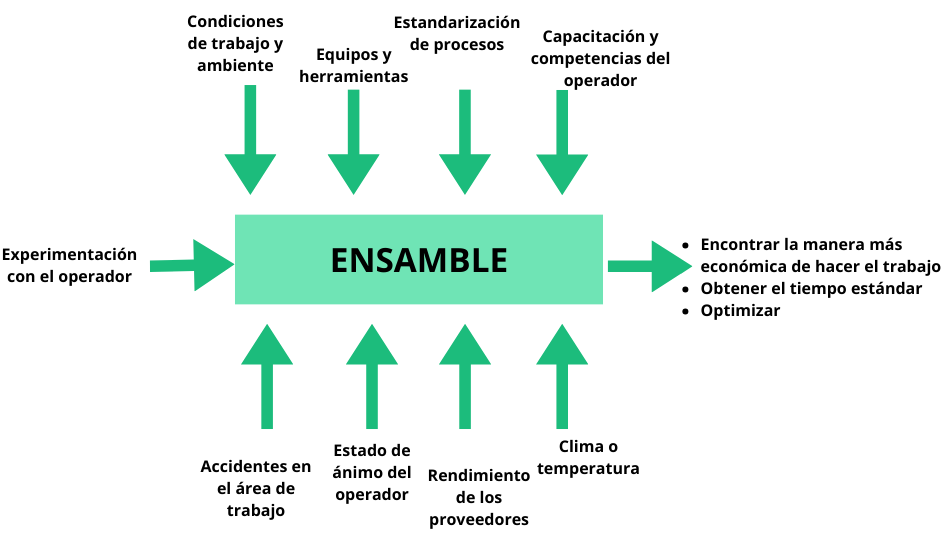 Condiciones
de trabajo y
ambiente
Equipos y
herramientas
Estandarización
de procesos
Capacitación y
competencias del
operador
Experimentación
con el operador
ENSAMBLE
• Encontrar la manera más
económica de hacer el trabajo
• Obtener el tiempo estándar
• Optimizar
Accidentes en
el área de
trabajo
Estado de
ánimo del
operador
Rendimiento
de los
proveedores
Clima o
temperatura